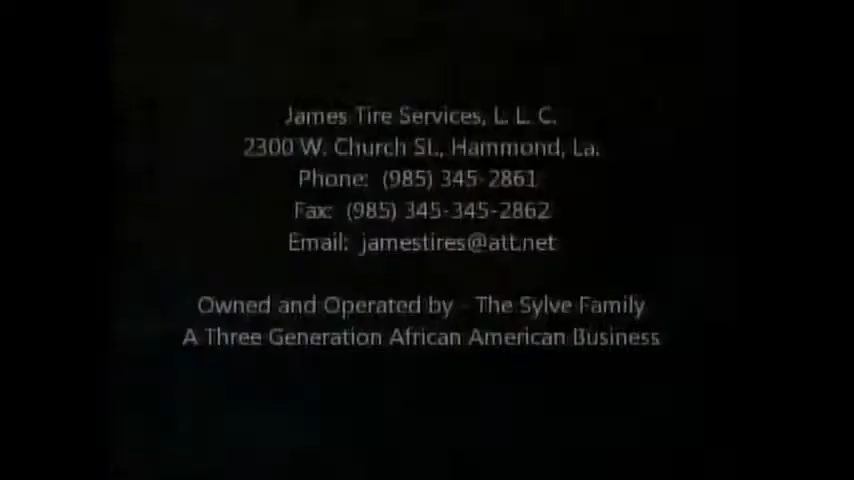 James Tire Services, L. L. C.
2300 W. Church St., Hammond, La.
Phone:  (985) 345-2861
Fax:  (985) 345-345-2862
Email:  jamestires@att.net
Owned and Operated by - The Sylve Family
A Three Generation African American Business